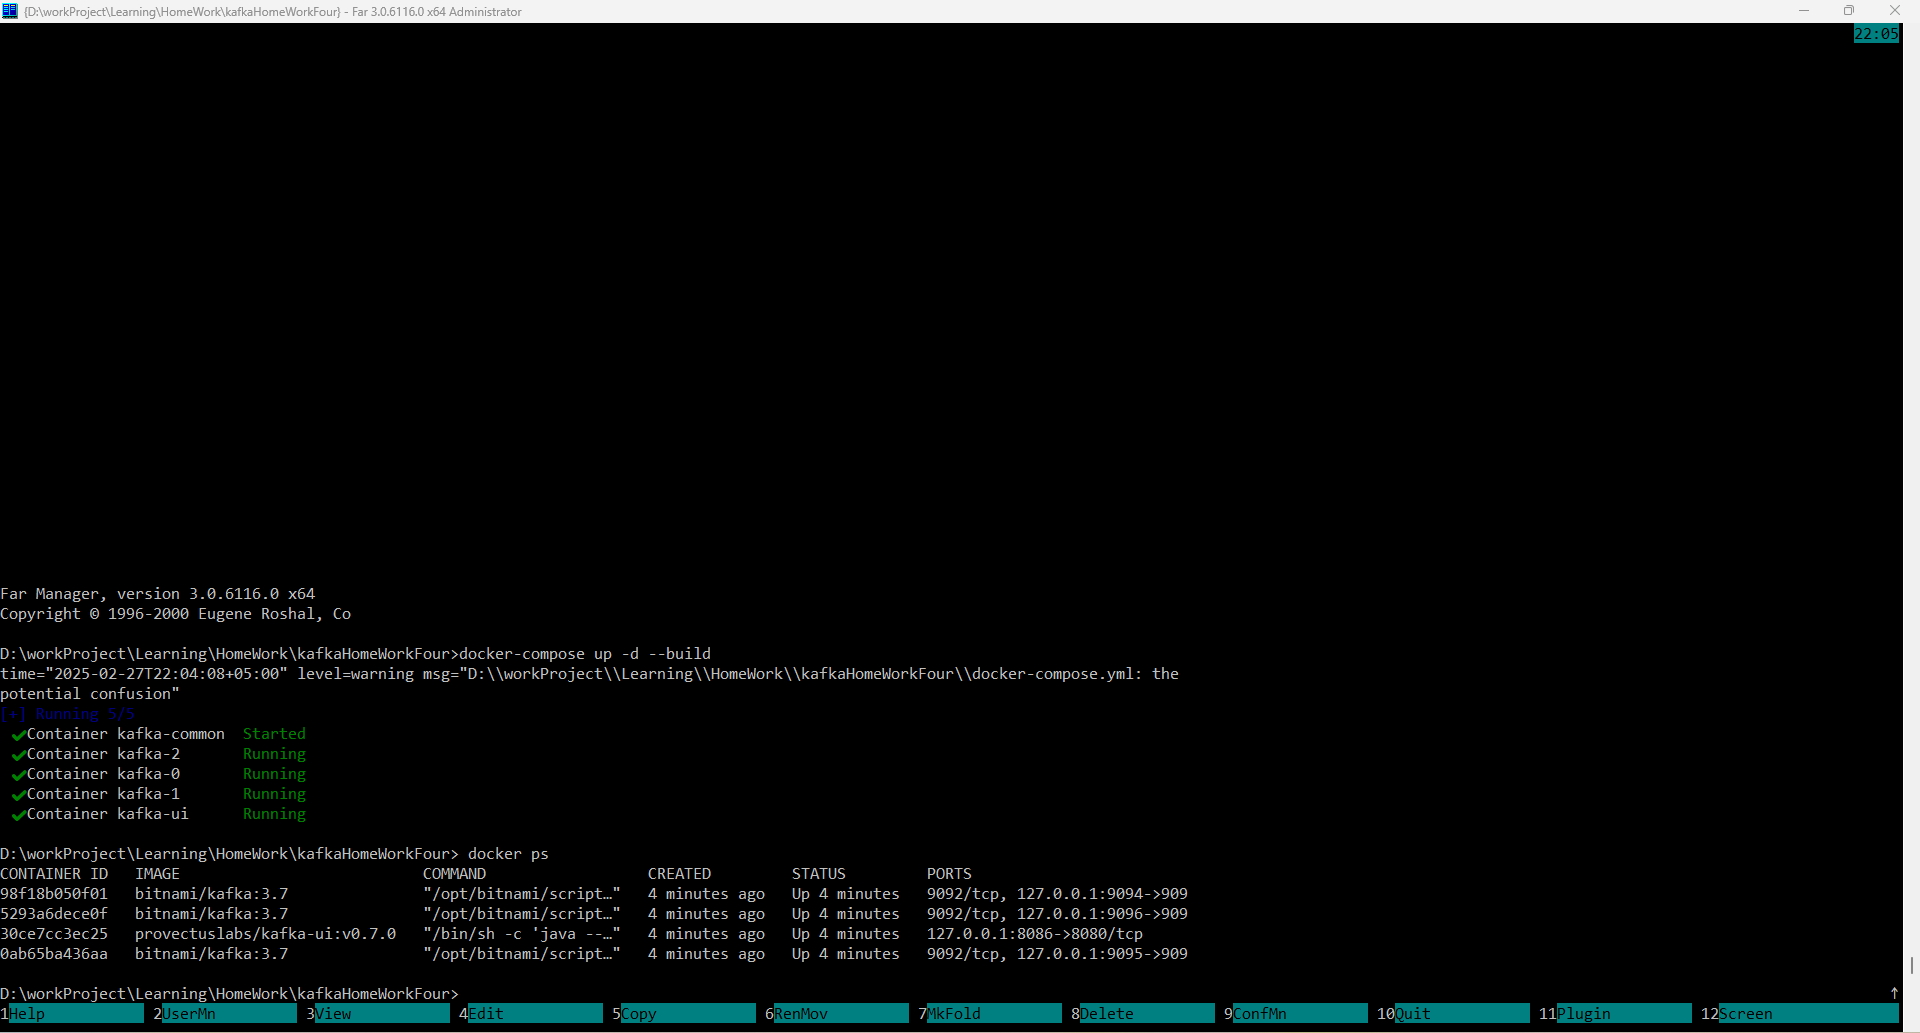 {D:\workProject\Learning\HomeWork\kafkaHomeWorkFour} - Far 3.0.6116.0 x64 Administrator
22:05
Far Manager, version 3.0.6116.0 x64
Copyright © 1996-2000 Eugene Roshal, Co
D:\workProject\Learning\HomeWork\kafkaHomeWorkFour>docker-compose up -d --build
time="2025-02-27T22:04:08+05:00" level=warning msg="D:\\workProject\\Learning\\HomeWork\\kafkaHomeWorkFour\\docker-compose.yml: the
potential confusion"
[+] Running 5/5
✔Container kafka-common  Started
✔Container kafka-2       Running
✔Container kafka-0       Running
✔Container kafka-1       Running
✔Container kafka-ui      Running
D:\workProject\Learning\HomeWork\kafkaHomeWorkFour> docker ps
CONTAINER ID   IMAGE                           COMMAND                  CREATED         STATUS         PORTS
98f18b050f01   bitnami/kafka:3.7               "/opt/bitnami/script…"   4 minutes ago   Up 4 minutes   9092/tcp, 127.0.0.1:9094->909
5293a6dece0f   bitnami/kafka:3.7               "/opt/bitnami/script…"   4 minutes ago   Up 4 minutes   9092/tcp, 127.0.0.1:9096->909
30ce7cc3ec25   provectuslabs/kafka-ui:v0.7.0   "/bin/sh -c 'java --…"   4 minutes ago   Up 4 minutes   127.0.0.1:8086->8080/tcp
0ab65ba436aa   bitnami/kafka:3.7               "/opt/bitnami/script…"   4 minutes ago   Up 4 minutes   9092/tcp, 127.0.0.1:9095->909
D:\workProject\Learning\HomeWork\kafkaHomeWorkFour>
1Help 2UserMn 3View 4Edit 5Copy 6RenMov 7MkFold 8Delete 9ConfMn 10Quit 11Plugin 12Screen